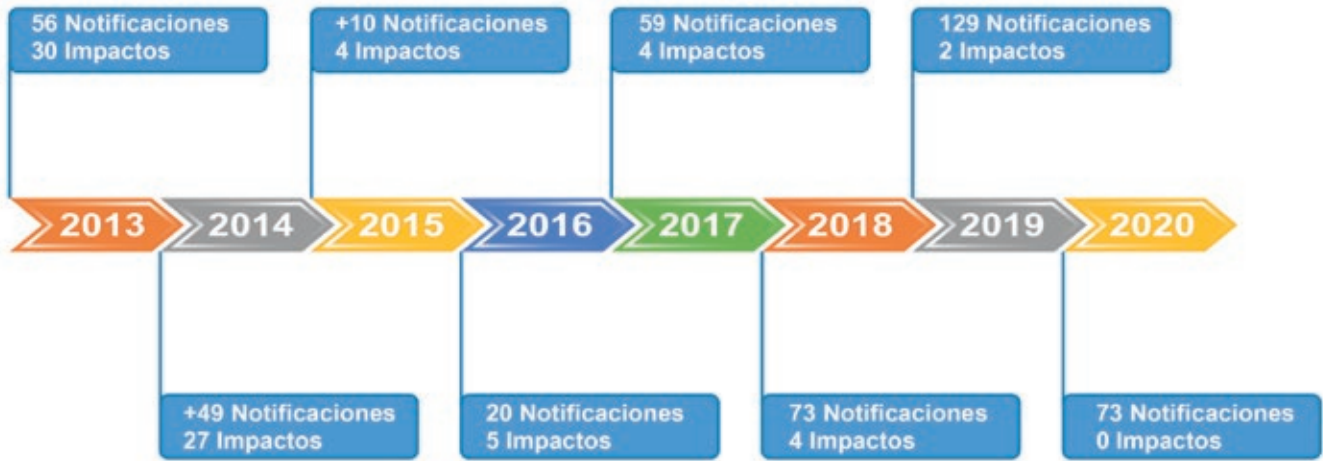 56 Notificaciones
30 Impactos
+10 Notificaciones
4 Impactos
59 Notificaciones
4 Impactos
129 Notificaciones
2 Impactos
2013
2014
2015
2016
2017
2018
2019
2020
+49 Notificaciones
27 Impactos
20 Notificaciones
5 Impactos
73 Notificaciones
4 Impactos
73 Notificaciones
0 Impactos